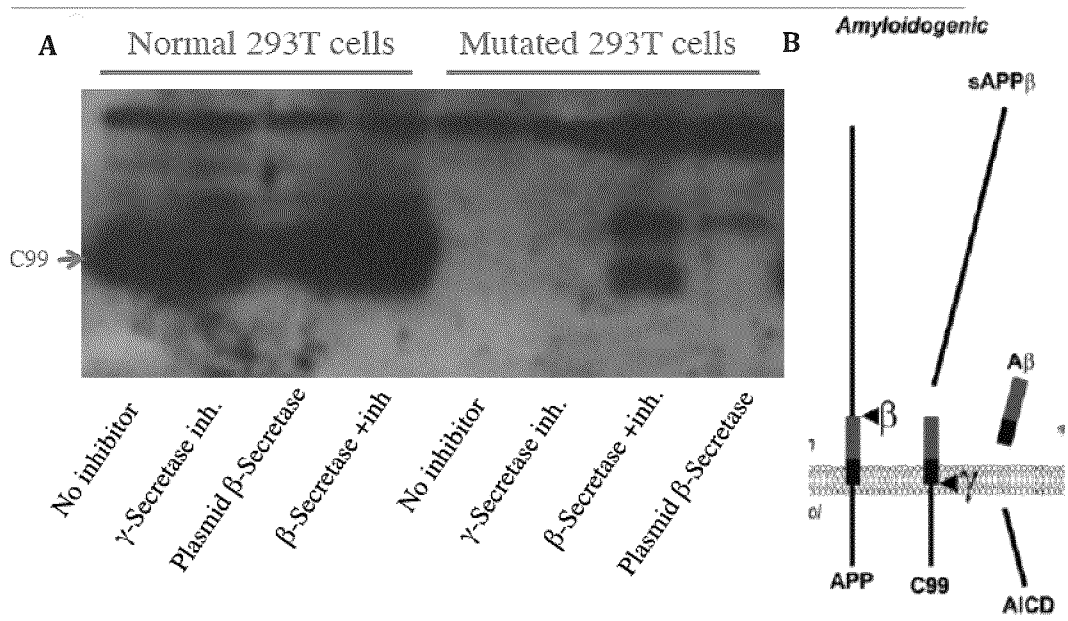 A
Normal 293T cells
Mutated 293T cells
B
Amyloidogenic
sAPPβ
C99
Aβ
β
γ
No inhibitor
γ-Secretase inh.
Plasmid β-Secretase
β-Secretase +inh
No inhibitor
γ-Secretase inh.
β-Secretase +inh.
Plasmid β-Secretase
APP
C99
AICD